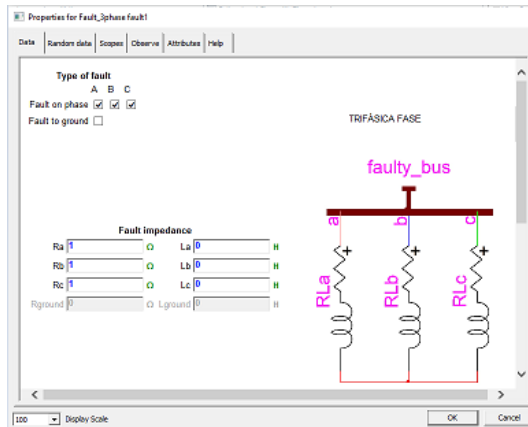 Properties for Fault_3phase fault1
Data Random data Scopes Observe Attributes Help
Type of fault
A B C
Fault on phase
Fault to ground
TRIFÁSICA FASE
faulty_bus
a b c
Fault impedance
Ra 1 Ω La 0 H
Rb 1 Ω Lb 0 H
Rc 1 Ω Lc 0 H
Rground 0 Ω Lground 0 H
+ + +
RLa RLb RLc
100 Display Scale
OK Cancel